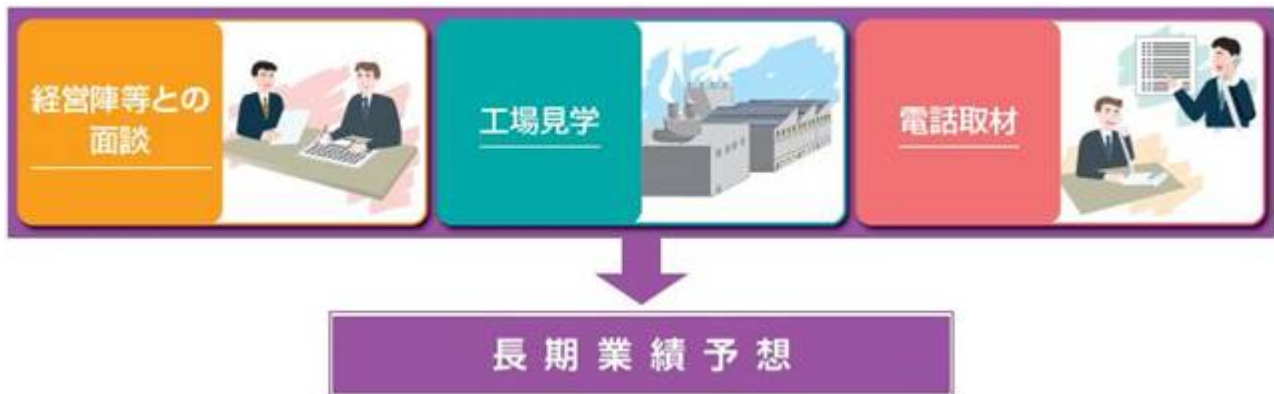 経営陣等との
面談
工場見学
電話取材
長期業績予想